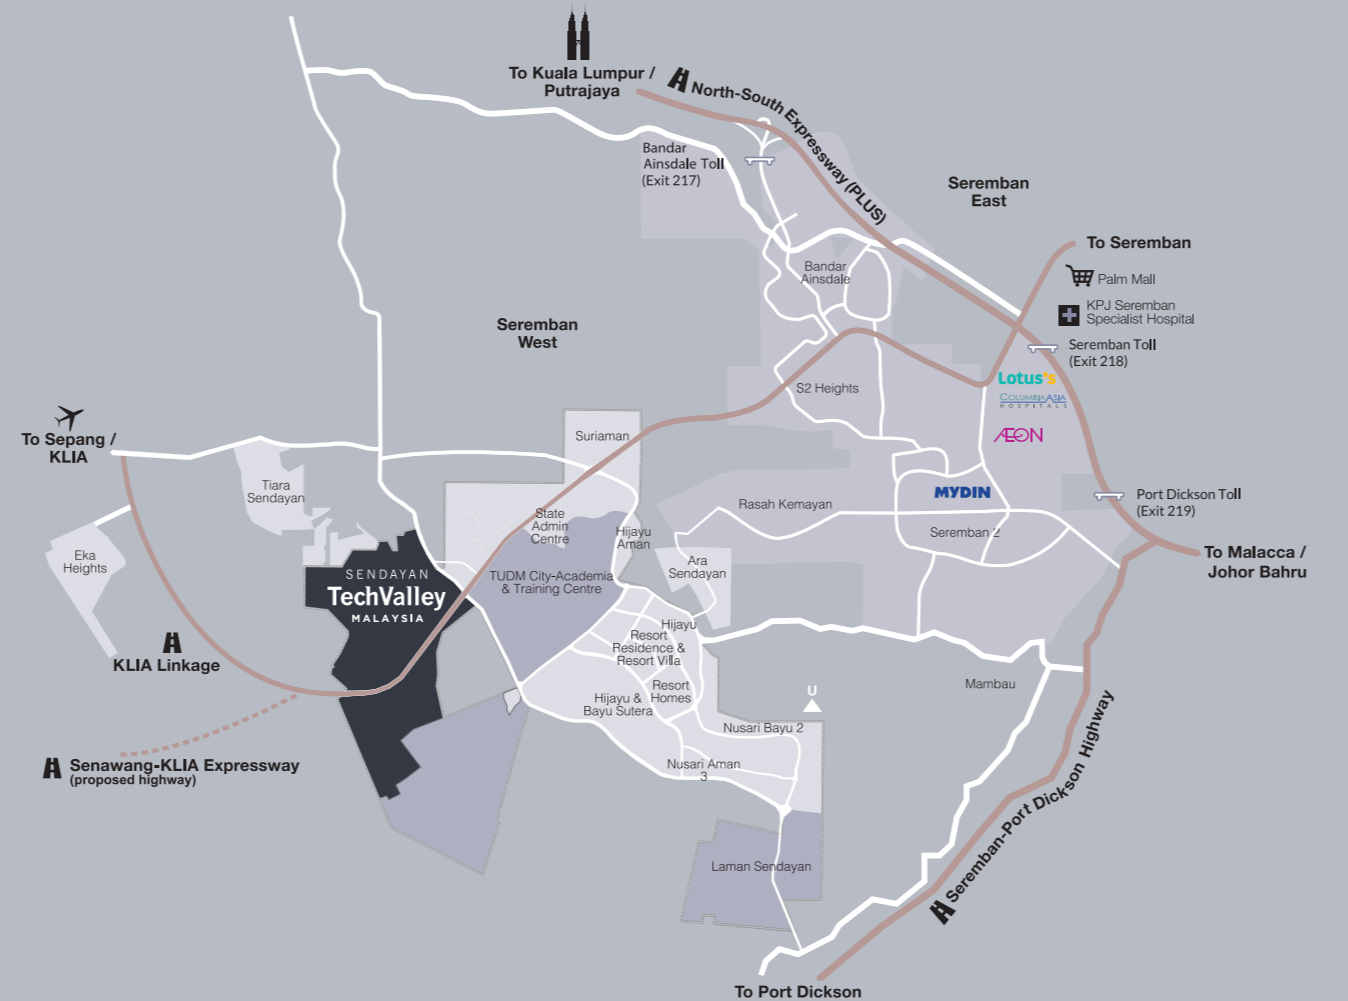 To Kuala Lumpur /
Putrajaya
North-South Expressway (PLUS)
Bandar
Ainsdale Toll
(Exit 217)
Seremban
East
To Seremban
Palm Mall
KPJ Seremban
Specialist Hospital
Bandar
Ainsdale
Seremban
West
Seremban Toll
(Exit 218)
Lotus's
COLUMBIA ASIA
HOSPITALS
S2 Heights
AEON
To Sepang /
KLIA
Suriaman
Tiara
Sendayan
MYDIN
Port Dickson Toll
(Exit 219)
Rasah Kemayan
State
Admin
Centre
Hijayu
Aman
Seremban 2
Eka
Heights
Ara
Sendayan
To Malacca /
Johor Bahru
SENDAYAN
TechValley
MALAYSIA
TUDM City-Academia
& Training Centre
Hijayu
Resort
Residence &
Resort Villa
KLIA Linkage
Resort
Homes
Mambau
Hijayu &
Bayu Sutera
U
Nusari Bayu 2
Senawang-KLIA Expressway
(proposed highway)
Nusari Aman
3
Seremban-Port Dickson Highway
Laman Sendayan
To Port Dickson